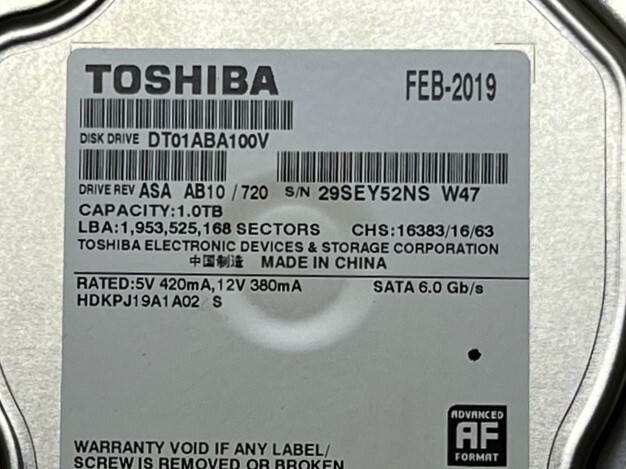 TOSHIBA FEB-2019
DISK DRIVE DT01ABA100V
DRIVE REV ASA AB10 / 720 S/N 29SEY52NS W47
CAPACITY:1.0TB
LBA:1,953,525,168 SECTORS CHS:16383/16/63
TOSHIBA ELECTRONIC DEVICES & STORAGE CORPORATION
中国制造 MADE IN CHINA
RATED:5V 420mA,12V 380mA SATA 6.0 Gb/s
HDKPJ19A1A02 S
ADVANCED
AF
FORMAT
WARRANTY VOID IF ANY LABEL/
SCREW IS REMOVED OR BROKEN